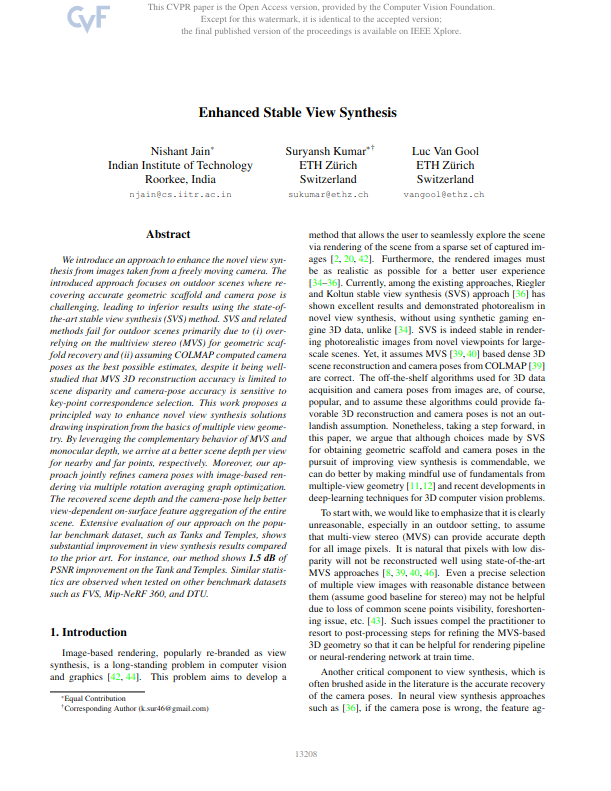 CVF
This CVPR paper is the Open Access version, provided by the Computer Vision Foundation.
Except for this watermark, it is identical to the accepted version;
the final published version of the proceedings is available on IEEE Xplore.
Enhanced Stable View Synthesis
Nishant Jain*
Indian Institute of Technology
Roorkee, India
njain@cs.iitr.ac.in
Suryansh Kumar*†
ETH Zürich
Switzerland
sukumar@ethz.ch
Luc Van Gool
ETH Zürich
Switzerland
vangool@ethz.ch
Abstract
We introduce an approach to enhance the novel view syn-
thesis from images taken from a freely moving camera. The
introduced approach focuses on outdoor scenes where re-
covering accurate geometric scaffold and camera pose is
challenging, leading to inferior results using the state-of-
the-art stable view synthesis (SVS) method. SVS and related
methods fail for outdoor scenes primarily due to (i) over-
relying on the multiview stereo (MVS) for geometric scaf-
fold recovery and (ii) assuming COLMAP computed camera
poses as the best possible estimates, despite it being well-
studied that MVS 3D reconstruction accuracy is limited to
scene disparity and camera-pose accuracy is sensitive to
key-point correspondence selection. This work proposes a
principled way to enhance novel view synthesis solutions
drawing inspiration from the basics of multiple view geome-
try. By leveraging the complementary behavior of MVS and
monocular depth, we arrive at a better scene depth per view
for nearby and far points, respectively. Moreover, our ap-
proach jointly refines camera poses with image-based ren-
dering via multiple rotation averaging graph optimization.
The recovered scene depth and the camera-pose help better
view-dependent on-surface feature aggregation of the entire
scene. Extensive evaluation of our approach on the popu-
lar benchmark dataset, such as Tanks and Temples, shows
substantial improvement in view synthesis results compared
to the prior art. For instance, our method shows 1.5 dB of
PSNR improvement on the Tank and Temples. Similar statis-
tics are observed when tested on other benchmark datasets
such as FVS, Mip-NeRF 360, and DTU.
1. Introduction
Image-based rendering, popularly re-branded as view
synthesis, is a long-standing problem in computer vision
and graphics [42, 44]. This problem aims to develop a
*Equal Contribution
†Corresponding Author (k.sur46@gmail.com)
method that allows the user to seamlessly explore the scene
via rendering of the scene from a sparse set of captured im-
ages [2, 20, 42]. Furthermore, the rendered images must
be as realistic as possible for a better user experience
[34–36]. Currently, among the existing approaches, Riegler
and Koltun stable view synthesis (SVS) approach [36] has
shown excellent results and demonstrated photorealism in
novel view synthesis, without using synthetic gaming en-
gine 3D data, unlike [34]. SVS is indeed stable in render-
ing photorealistic images from novel viewpoints for large-
scale scenes. Yet, it assumes MVS [39, 40] based dense 3D
scene reconstruction and camera poses from COLMAP [39]
are correct. The off-the-shelf algorithms used for 3D data
acquisition and camera poses from images are, of course,
popular, and to assume these algorithms could provide fa-
vorable 3D reconstruction and camera poses is not an out-
landish assumption. Nonetheless, taking a step forward, in
this paper, we argue that although choices made by SVS
for obtaining geometric scaffold and camera poses in the
pursuit of improving view synthesis is commendable, we
can do better by making mindful use of fundamentals from
multiple-view geometry [11, 12] and recent developments in
deep-learning techniques for 3D computer vision problems.
To start with, we would like to emphasize that it is clearly
unreasonable, especially in an outdoor setting, to assume
that multi-view stereo (MVS) can provide accurate depth
for all image pixels. It is natural that pixels with low dis-
parity will not be reconstructed well using state-of-the-art
MVS approaches [8, 39, 40, 46]. Even a precise selection
of multiple view images with reasonable distance between
them (assume good baseline for stereo) may not be helpful
due to loss of common scene points visibility, foreshorten-
ing issue, etc. [43]. Such issues compel the practitioner to
resort to post-processing steps for refining the MVS-based
3D geometry so that it can be helpful for rendering pipeline
or neural-rendering network at train time.
Another critical component to view synthesis, which is
often brushed aside in the literature is the accurate recovery
of the camera poses. In neural view synthesis approaches
such as [36], if the camera pose is wrong, the feature ag-
13208